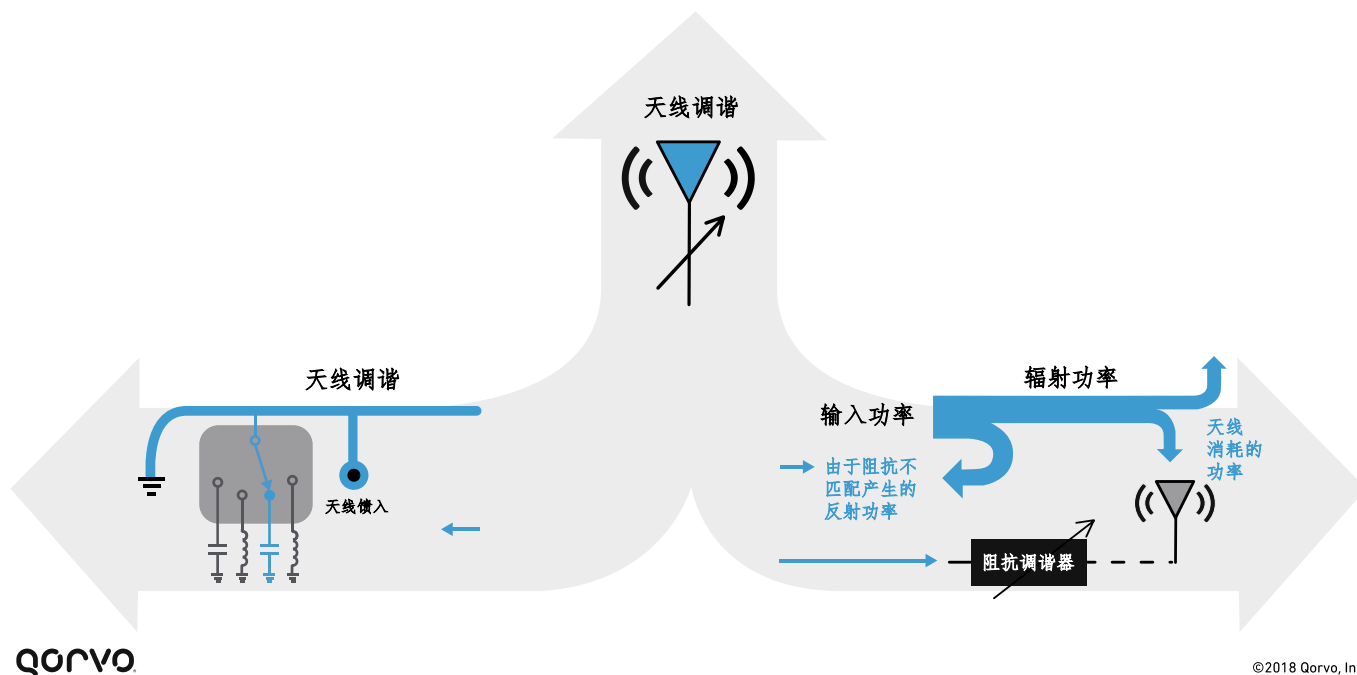 天线调谐
天线调谐
天线馈入
辐射功率
输入功率
天线
消耗的
功率
由于阻抗不
匹配产生的
反射功率
阻抗调谐器
QORVO
©2018 Qorvo, In